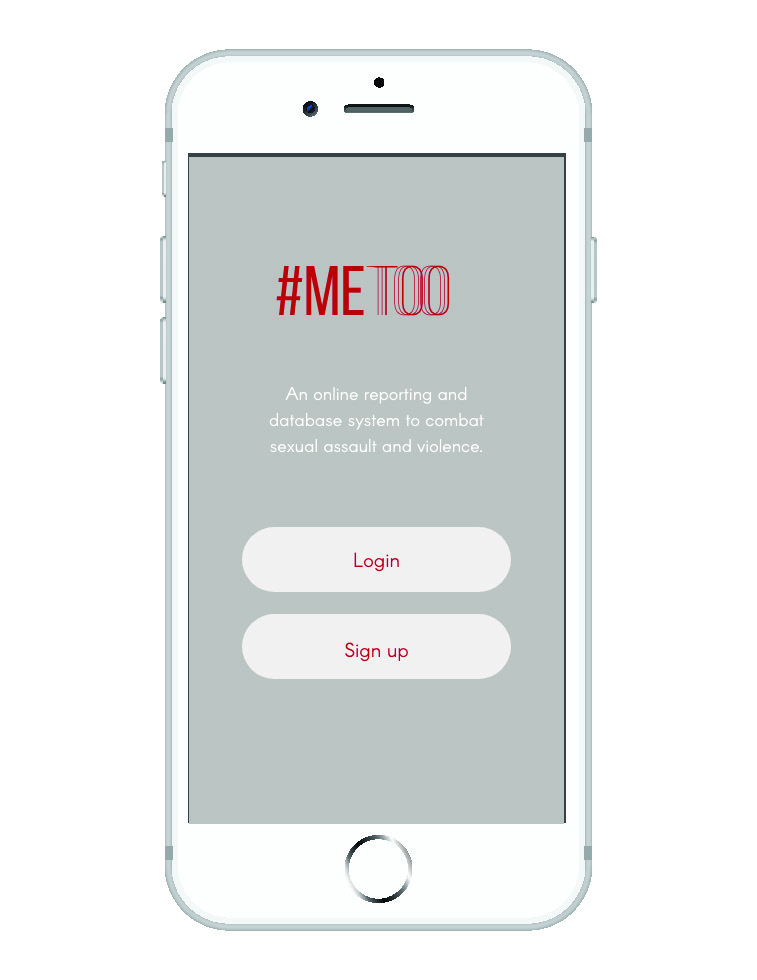 #METOO
An online reporting and
database system to combat
sexual assault and violence.
Login
Sign up